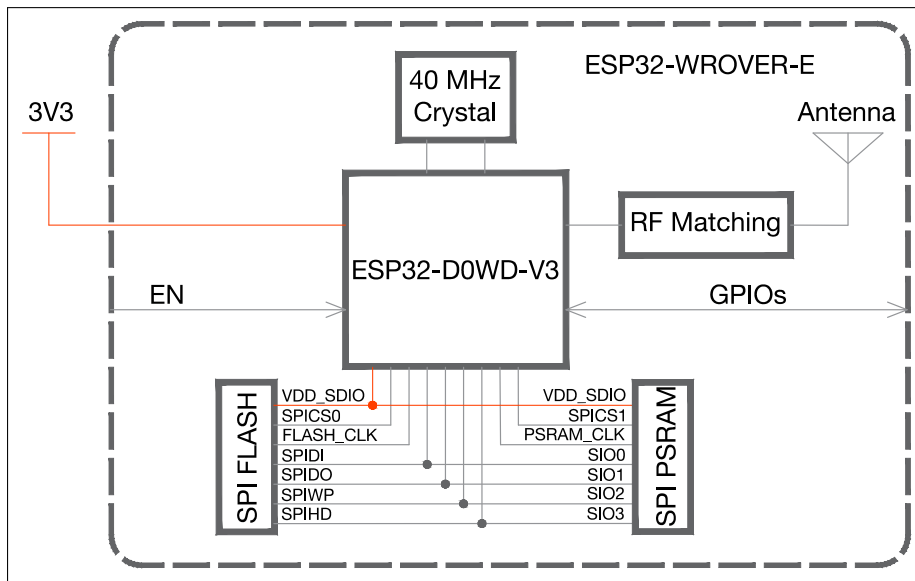 ESP32-WROVER-E
40 MHz
Crystal
3V3
Antenna
RF Matching
ESP32-D0WD-V3
EN
GPIOs
SPI FLASH
VDD_SDIO
SPICS0
FLASH_CLK
SPIDI
SPIDO
SPIWP
SPIHD
VDD_SDIO
SPICS1
PSRAM_CLK
SIO0
SIO1
SIO2
SIO3
SPI PSRAM